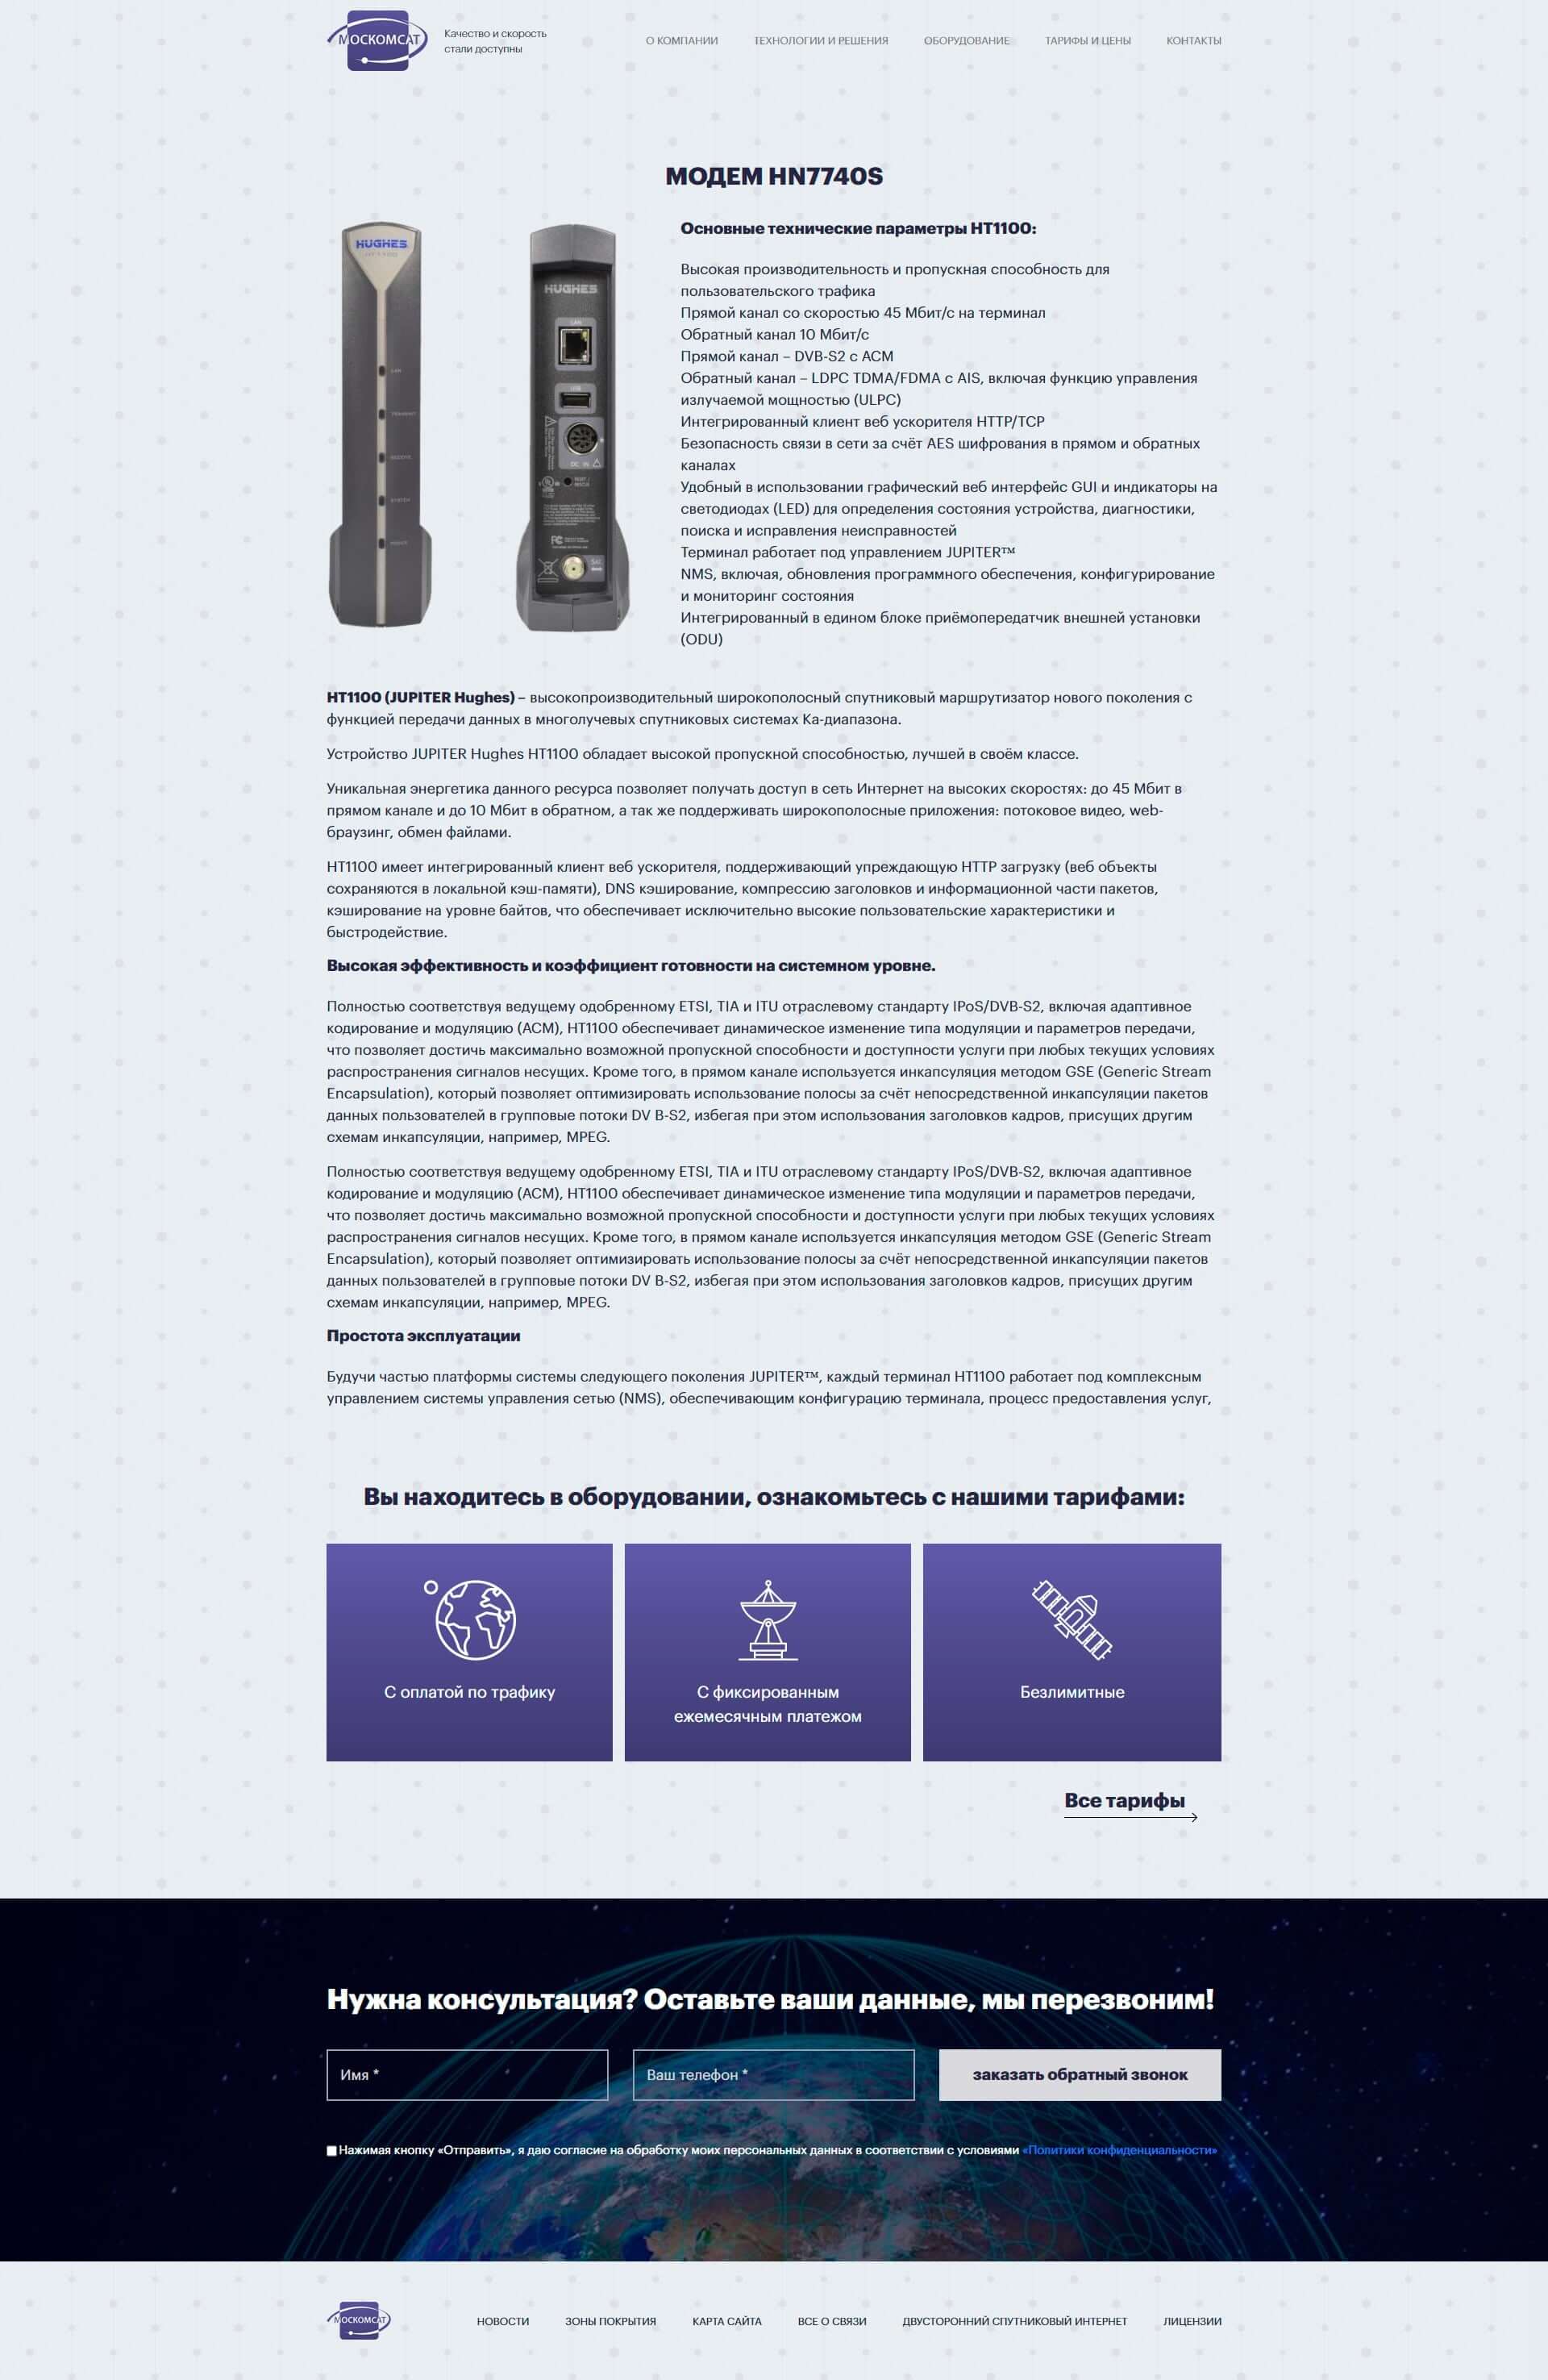 МОСКОМСАТ
Качество и скорость
стали доступны
О КОМПАНИИ
ТЕХНОЛОГИИ И РЕШЕНИЯ
ОБОРУДОВАНИЕ
ТАРИФЫ И ЦЕНЫ
КОНТАКТЫ
МОДЕМ HN7740S
HUGHES
HUGHES
LAN
Основные технические параметры HT1100:
Высокая производительность и пропускная способность для
пользовательского трафика
Прямой канал со скоростью 45 Мбит/с на терминал
Обратный канал 10 Мбит/с
Прямой канал – DVB-S2 с ACM
Обратный канал – LDPC TDMA/FDMA с AIS, включая функцию управления
излучаемой мощностью (ULPC)
Интегрированный клиент веб ускорителя HTTP/TCP
Безопасность связи в сети за счёт AES шифрования в прямом и обратных
каналах
Удобный в использовании графический веб интерфейс GUI и индикаторы на
светодиодах (LED) для определения состояния устройства, диагностики,
поиска и исправления неисправностей
Терминал работает под управлением JUPITER™
NMS, включая, обновления программного обеспечения, конфигурирование
и мониторинг состояния
Интегрированный в едином блоке приёмопередатчик внешней установки
(ODU)
HT1100 (JUPITER Hughes) – высокопроизводительный широкополосный спутниковый маршрутизатор нового поколения с
функцией передачи данных в многолучевых спутниковых системах Ka-диапазона.
Устройство JUPITER Hughes HT1100 обладает высокой пропускной способностью, лучшей в своём классе.
Уникальная энергетика данного ресурса позволяет получать доступ в сеть Интернет на высоких скоростях: до 45 Мбит в
прямом канале и до 10 Мбит в обратном, а так же поддерживать широкополосные приложения: потоковое видео, web-
браузинг, обмен файлами.
HT1100 имеет интегрированный клиент веб ускорителя, поддерживающий упреждающую HTTP загрузку (веб объекты
сохраняются в локальной кэш-памяти), DNS кэширование, компрессию заголовков и информационной части пакетов,
кэширование на уровне байтов, что обеспечивает исключительно высокие пользовательские характеристики и
быстродействие.
Высокая эффективность и коэффициент готовности на системном уровне.
Полностью соответствуя ведущему одобренному ETSI, TIA и ITU отраслевому стандарту IPoS/DVB-S2, включая адаптивное
кодирование и модуляцию (ACM), HT1100 обеспечивает динамическое изменение типа модуляции и параметров передачи,
что позволяет достичь максимально возможной пропускной способности и доступности услуги при любых текущих условиях
распространения сигналов несущих. Кроме того, в прямом канале используется инкапсуляция методом GSE (Generic Stream
Encapsulation), который позволяет оптимизировать использование полосы за счёт непосредственной инкапсуляции пакетов
данных пользователей в групповые потоки DV B-S2, избегая при этом использования заголовков кадров, присущих другим
схемам инкапсуляции, например, MPEG.
Полностью соответствуя ведущему одобренному ETSI, TIA и ITU отраслевому стандарту IPoS/DVB-S2, включая адаптивное
кодирование и модуляцию (ACM), HT1100 обеспечивает динамическое изменение типа модуляции и параметров передачи,
что позволяет достичь максимально возможной пропускной способности и доступности услуги при любых текущих условиях
распространения сигналов несущих. Кроме того, в прямом канале используется инкапсуляция методом GSE (Generic Stream
Encapsulation), который позволяет оптимизировать использование полосы за счёт непосредственной инкапсуляции пакетов
данных пользователей в групповые потоки DV B-S2, избегая при этом использования заголовков кадров, присущих другим
схемам инкапсуляции, например, MPEG.
Простота эксплуатации
Будучи частью платформы системы следующего поколения JUPITER™, каждый терминал HT1100 работает под комплексным
управлением системы управления сетью (NMS), обеспечивающим конфигурацию терминала, процесс предоставления услуг,
Вы находитесь в оборудовании, ознакомьтесь с нашими тарифами:
С оплатой по трафику
С фиксированным
ежемесячным платежом
Безлимитные
Все тарифы
Нужна консультация? Оставьте ваши данные, мы перезвоним!
Имя *
Ваш телефон *
заказать обратный звонок
Нажимая кнопку «Отправить», я даю согласие на обработку моих персональных данных в соответствии с условиями «Политики конфиденциальности»
МОСКОМСАТ
НОВОСТИ
ЗОНЫ ПОКРЫТИЯ
КАРТА САЙТА
ВСЕ О СВЯЗИ
ДВУСТОРОННИЙ СПУТНИКОВЫЙ ИНТЕРНЕТ
ЛИЦЕНЗИИ